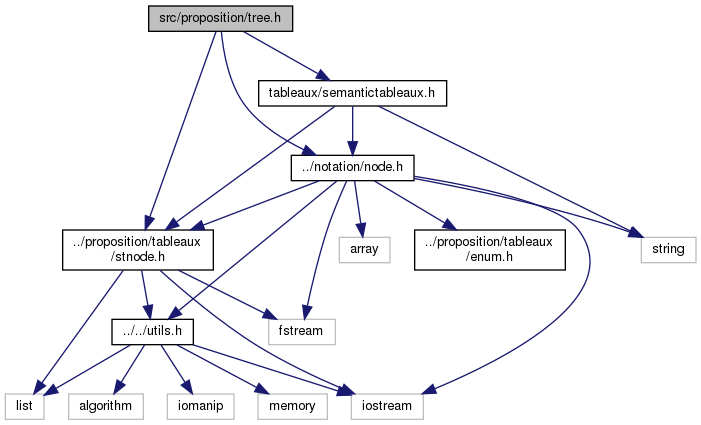 src/proposition/tree.h
tableaux/semantictableaux.h
../notation/node.h
../proposition/tableaux
/stnode.h
array
../proposition/tableaux
/enum.h
string
../../utils.h
fstream
list
algorithm
iomanip
memory
iostream